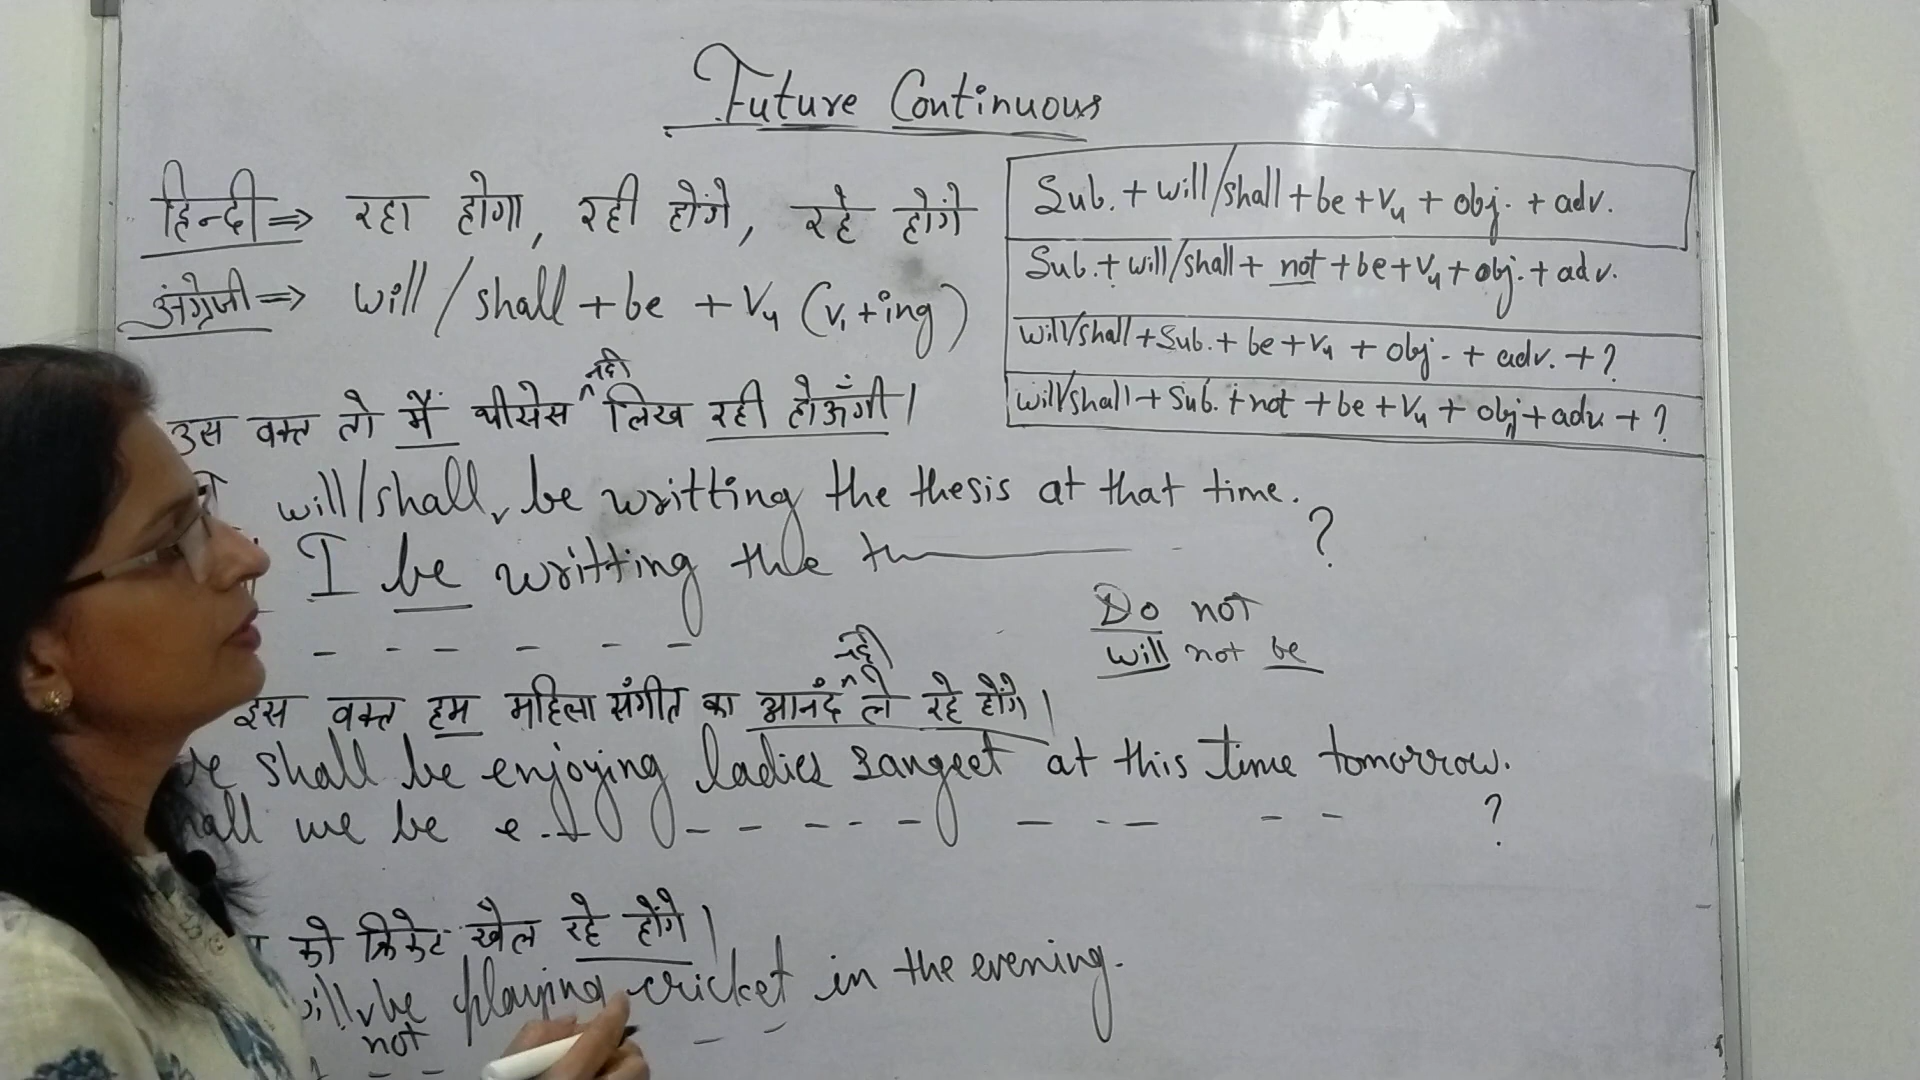 Future Continuous
हिन्दी ⇒ रहा होगा, रही होंगे, रहे होंगे
अंग्रेजी ⇒ will/shall + be + V4 (V1+ing)
Sub. + will/shall + be + V4 + obj. + adv.
Sub. + will/shall + not + be + V4 + obj. + adv.
will/shall + Sub. + be + V4 + obj. + adv. + ?
will/shall + Sub. + not + be + V4 + obj + adv + ?
नहीं
उस वक्त तो मैं थीसेस ^ लिख रही होऊँगी।
will/shall be writting the thesis at that time.
I be writting the th ?
Do not
will not be
नहीं
इस वक्त हम महिला संगीत का आनंद ^ ले रहे होंगे।
shall be enjoying ladies sangeet at this time tomorrow.
we be e ?
को क्रिकेट खेल रहे होंगे।
be playing cricket in the evening.
not